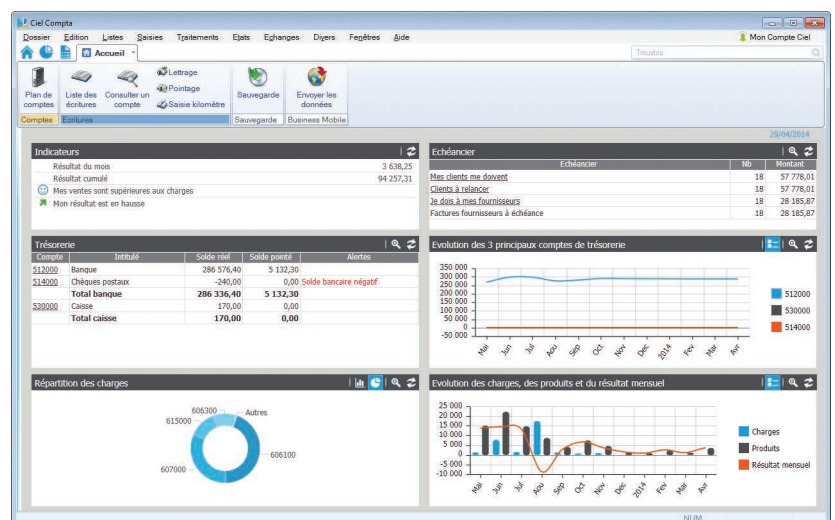 Ciel Compta
Dossier Edition Listes Saisies Traitements Etats Echanges Divers Fenêtres Aide
Mon Compte Ciel
Accueil
Trouvtoo
Plan de comptes
Liste des écritures
Consulter un compte
Lettrage
Pointage
Saisie kilomètre
Sauvegarde
Envoyer les données
Comptes Ecritures Sauvegarde Business Mobile
29/04/2014
Indicateurs
Résultat du mois 3 638,25
Résultat cumulé 94 257,31
Mes ventes sont supérieures aux charges
Mon résultat est en hausse
Echéancier
Echéancier Nb Montant
Mes clients me doivent 18 57 778,01
Clients à relancer 18 57 778,01
Je dois à mes fournisseurs 18 28 185,87
Factures fournisseurs à échéance 18 28 185,87
Trésorerie
Compte Intitulé Solde réel Solde pointé Alertes
512000 Banque 286 576,40 5 132,30
514000 Chèques postaux -240,00 0,00 Solde bancaire négatif
Total banque 286 336,40 5 132,30
530000 Caisse 170,00 0,00
Total caisse 170,00 0,00
Evolution des 3 principaux comptes de trésorerie
350 000
300 000
250 000
200 000
150 000
100 000
50 000
0
-50 000
Mai Jun Jul Aou Sep Oct Nov Dec 2014 Fev Mar Avr
512000
530000
514000
Répartition des charges
606300
Autres
615000
606100
607000
Evolution des charges, des produits et du résultat mensuel
25 000
20 000
15 000
10 000
5 000
0
-5 000
-10 000
Mai Jun Jul Aou Sep Oct Nov Dec 2014 Fev Mar Avr
Charges
Produits
Résultat mensuel
NUM